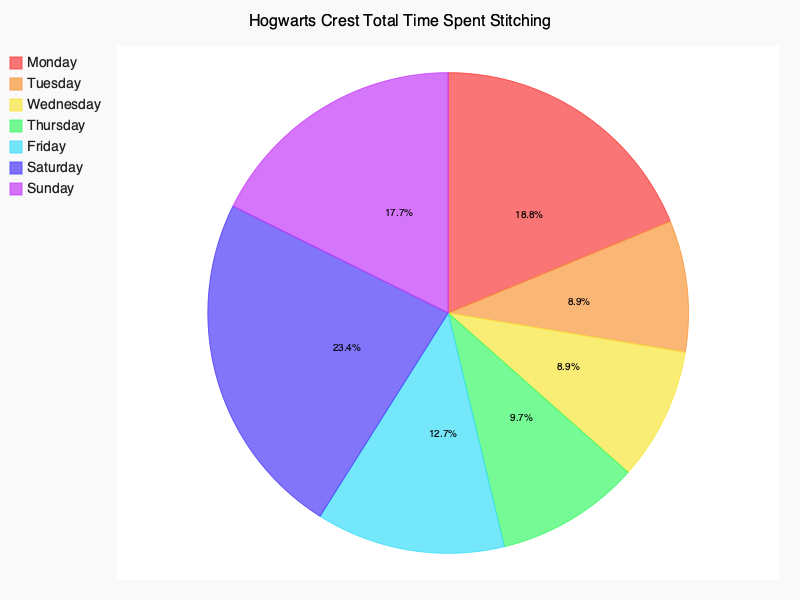 Hogwarts Crest Total Time Spent Stitching
Monday
Tuesday
Wednesday
Thursday
Friday
Saturday
Sunday
17.7%
18.8%
8.9%
23.4%
8.9%
9.7%
12.7%